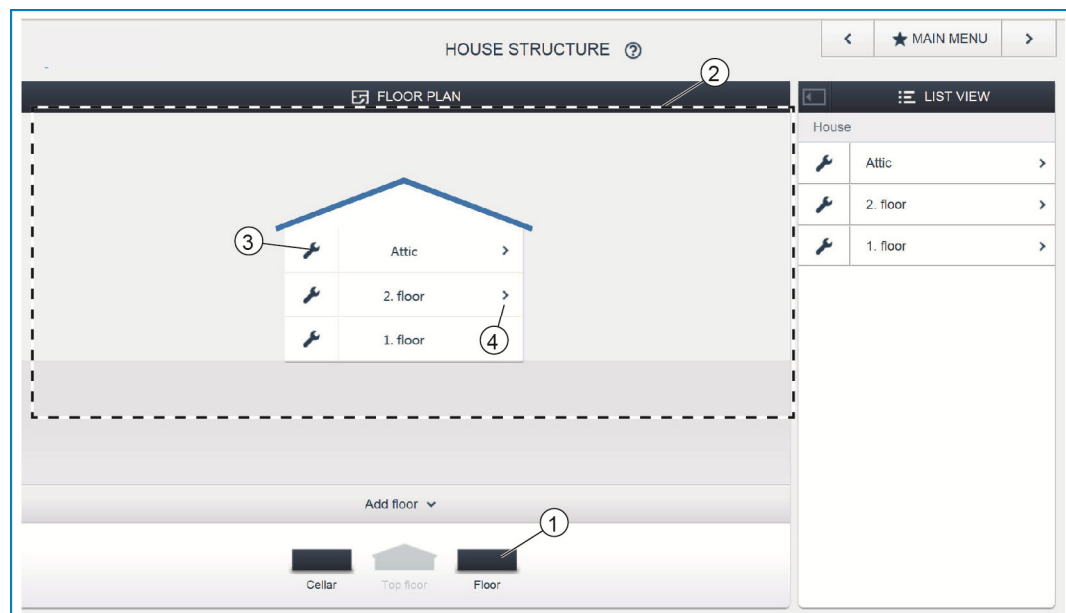 HOUSE STRUCTURE ?
MAIN MENU
2
FLOOR PLAN
LIST VIEW
House
Attic
2. floor
1. floor
3
Attic
2. floor
1. floor
4
Add floor
1
Cellar
Top floor
Floor